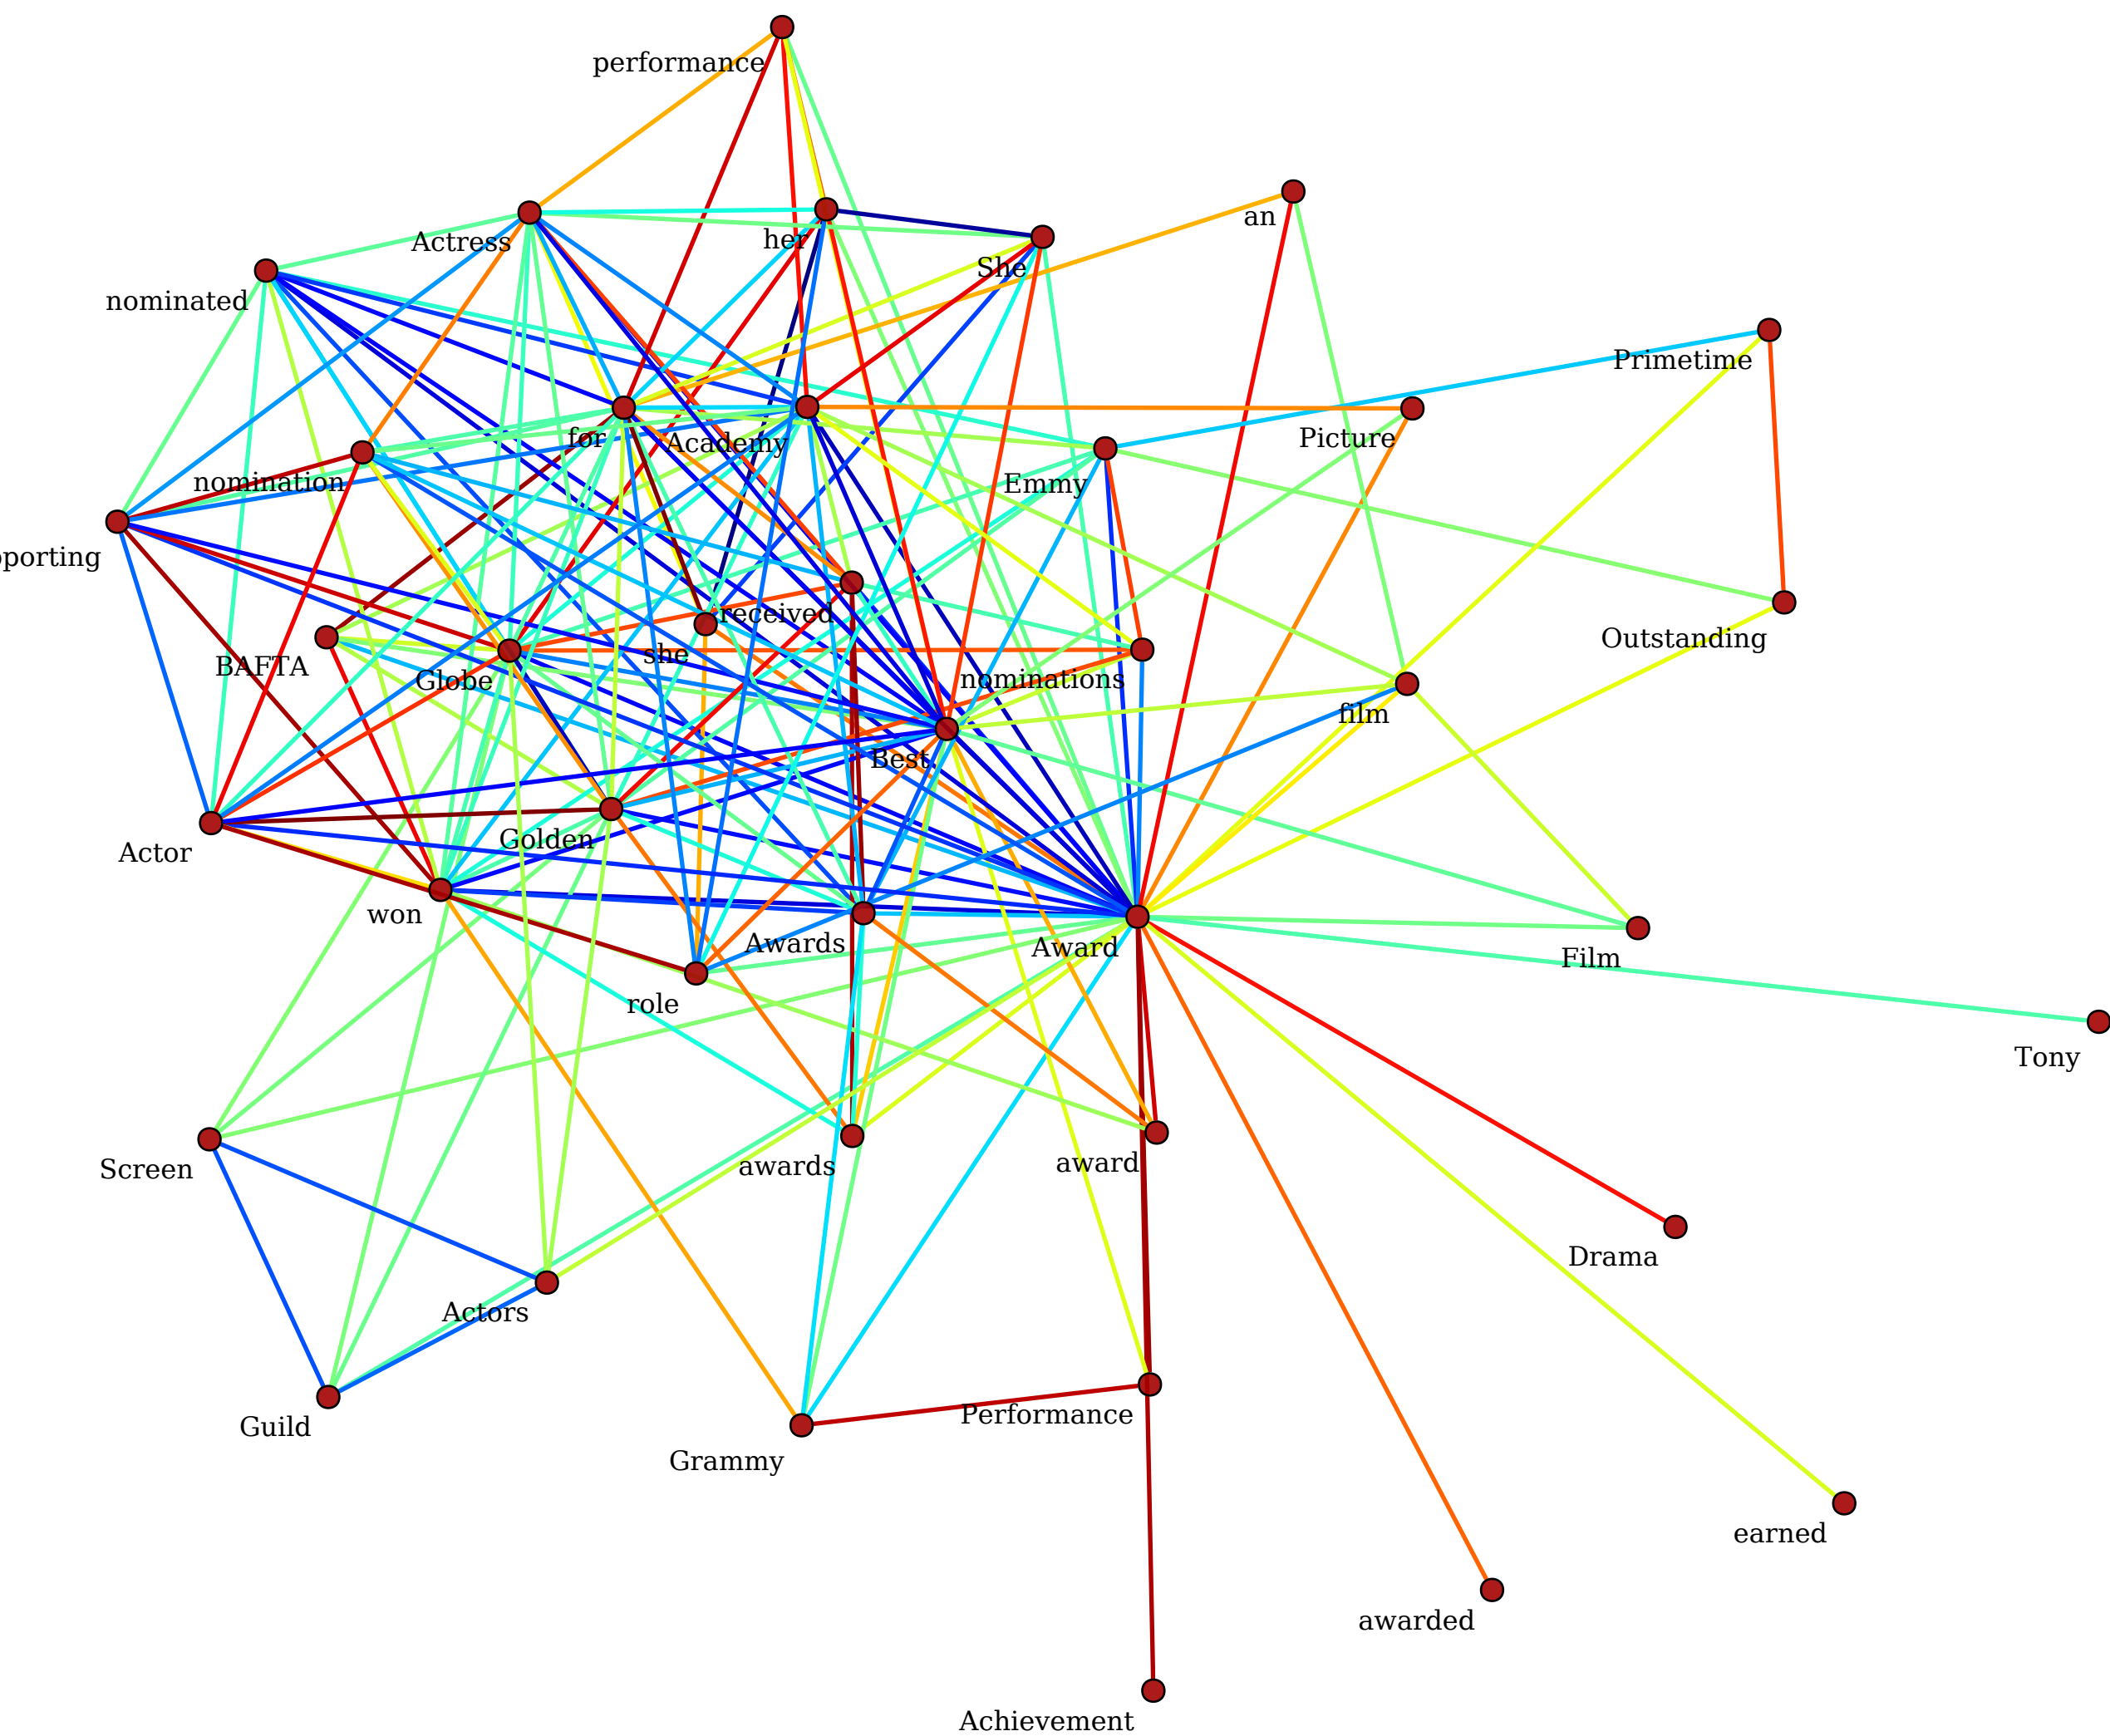 performance
an
Actress
her
She
nominated
Primetime
for
Academy
Picture
nomination
Emmy
pporting
received
Outstanding
she
BAFTA
Globe
nominations
film
Best
Golden
Actor
won
Awards
Award
Film
role
Tony
awards
award
Screen
Drama
Actors
Performance
Guild
Grammy
earned
awarded
Achievement